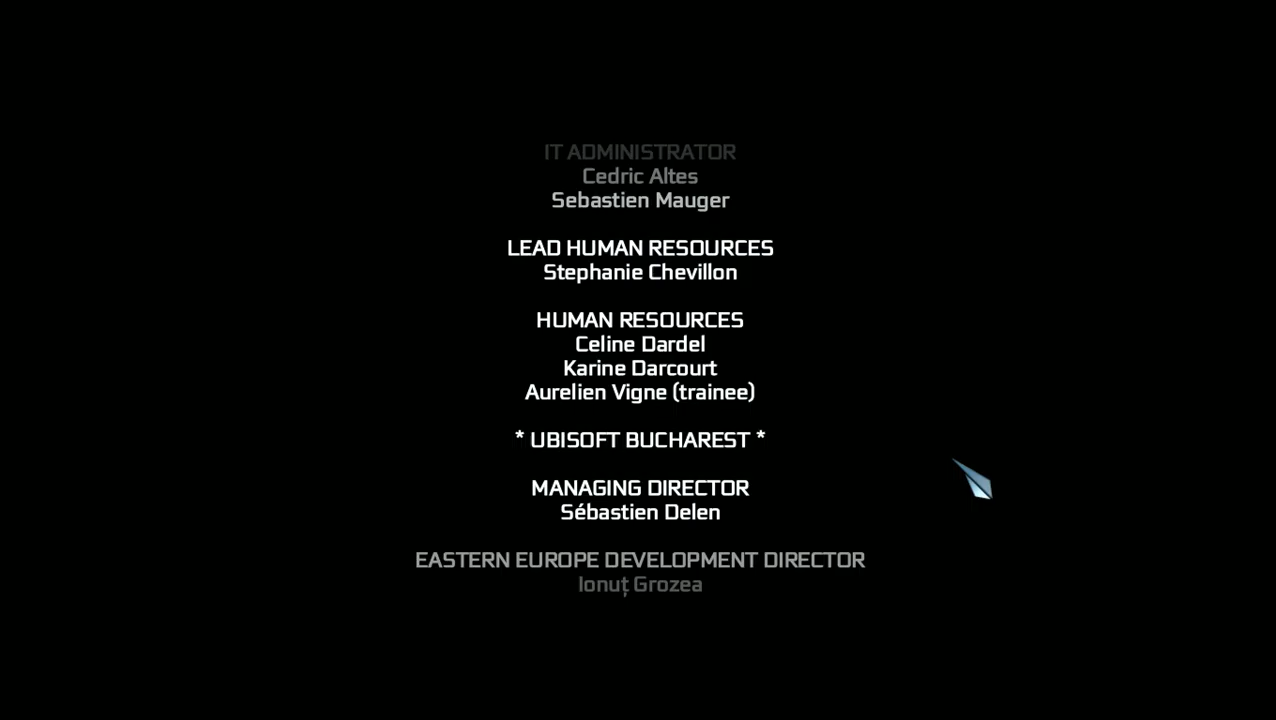 IT ADMINISTRATOR
Cedric Altes
Sebastien Mauger
LEAD HUMAN RESOURCES
Stephanie Chevillon
HUMAN RESOURCES
Celine Dardel
Karine Darcourt
Aurelien Vigne (trainee)
* UBISOFT BUCHAREST *
MANAGING DIRECTOR
Sébastien Delen
EASTERN EUROPE DEVELOPMENT DIRECTOR
Ionuț Grozea